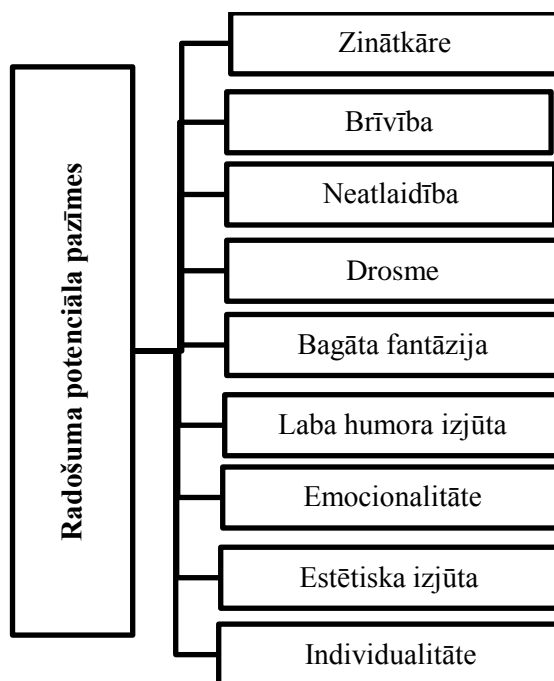 Radošuma potenciāla pazīmes
Zinātkāre
Brīvība
Neatlaidība
Drosme
Bagāta fantāzija
Laba humora izjūta
Emocionalitāte
Estētiska izjūta
Individualitāte